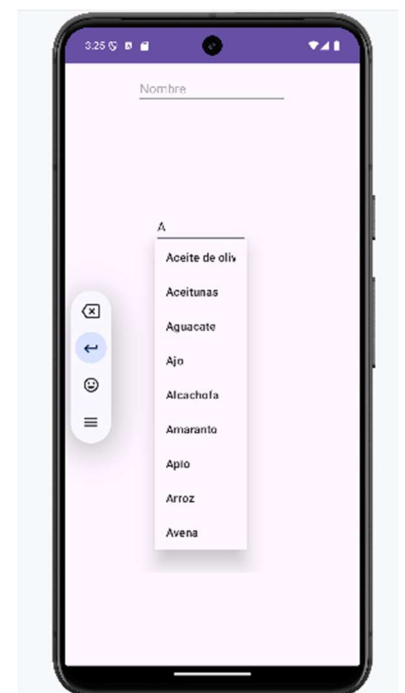 3:25
Nombre
A
Aceite de oliv
Aceitunas
Aguacate
Ajo
Alcachofa
Amaranto
Apio
Arroz
Avena